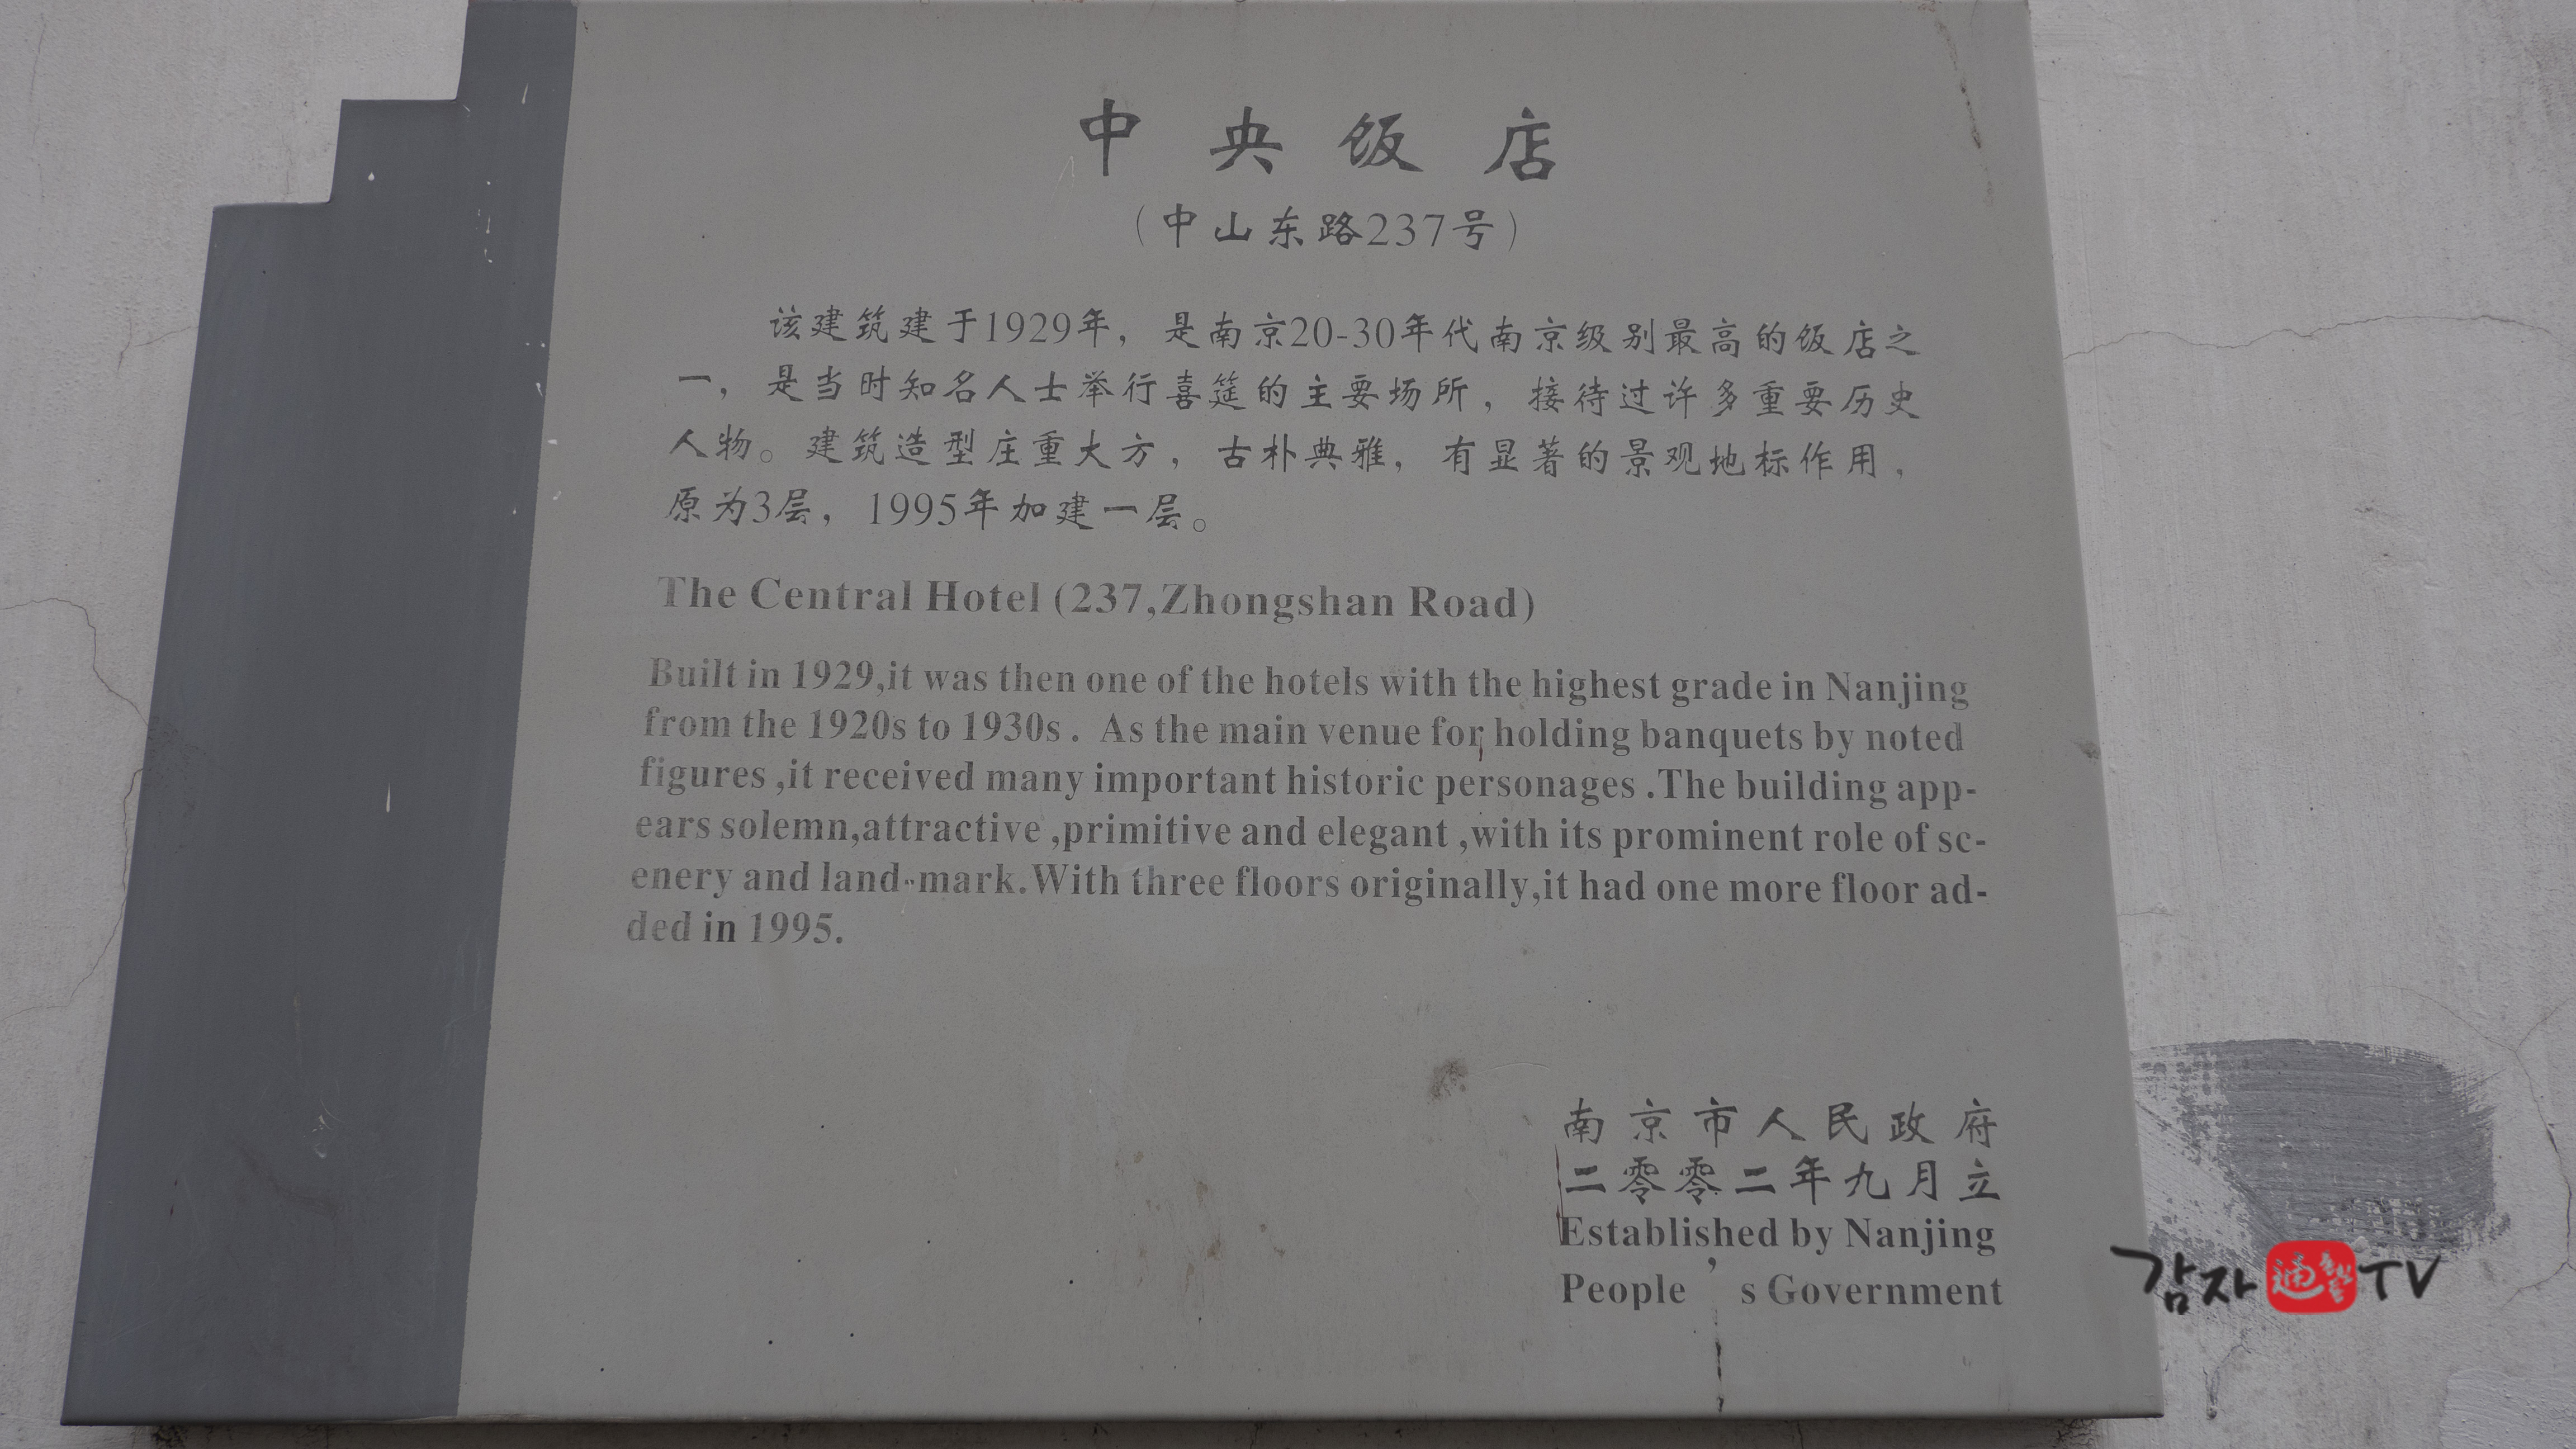 中央饭店
（中山东路237号）
该建筑建于1929年，是南京20-30年代南京级别最高的饭店之
一，是当时知名人士举行喜筵的主要场所，接待过许多重要历史
人物。建筑造型庄重大方，古朴典雅，有显著的景观地标作用，
原为3层，1995年加建一层。
The Central Hotel (237,Zhongshan Road)
Built in 1929,it was then one of the hotels with the highest grade in Nanjing
from the 1920s to 1930s . As the main venue for holding banquets by noted
figures ,it received many important historic personages .The building app-
ears solemn,attractive ,primitive and elegant ,with its prominent role of sc-
enery and land-mark.With three floors originally,it had one more floor ad-
ded in 1995.
南京市人民政府
二零零二年九月立
Established by Nanjing
People ’ s Government
감자 TV